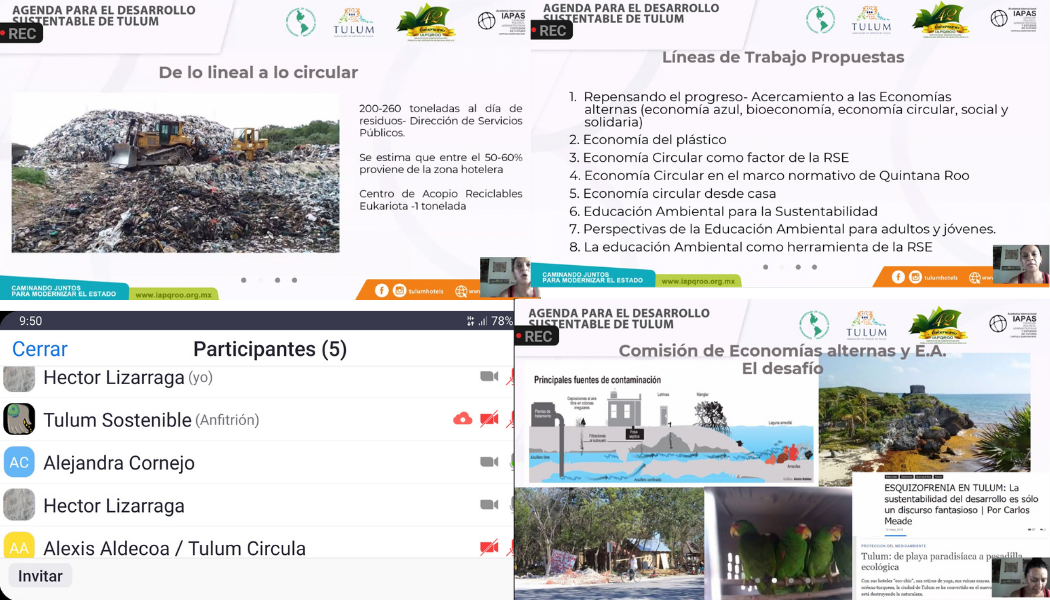 AGENDA PARA EL DESARROLLO
SUSTENTABLE DE TULUM
REC
TULUM
IAPAS
De lo lineal a lo circular
200-260 toneladas al día de
residuos- Dirección de Servicios
Públicos.
Se estima que entre el 50-60%
proviene de la zona hotelera
Centro de Acopio Reciclables
Eukariota -1 tonelada
CAMINANDO JUNTOS
PARA MODERNIZAR EL ESTADO
www.iapqroo.org.mx
tulumhotels
AGENDA PARA EL DESARROLLO
SUSTENTABLE DE TULUM
REC
TULUM
IAPAS
Líneas de Trabajo Propuestas
1. Repensando el progreso- Acercamiento a las Economías
alternas (economía azul, bioeconomía, economía circular, social y
solidaria)
2. Economía del plástico
3. Economía Circular como factor de la RSE
4. Economía Circular en el marco normativo de Quintana Roo
5. Economía circular desde casa
6. Educación Ambiental para la Sustentabilidad
7. Perspectivas de la Educación Ambiental para adultos y jóvenes.
8. La educación Ambiental como herramienta de la RSE
CAMINANDO JUNTOS
PARA MODERNIZAR EL ESTADO
www.iapqroo.org.mx
tulumhotels
9:50
78%
Cerrar
Participantes (5)
Hector Lizarraga (yo)
Tulum Sostenible (Anfitrión)
AC Alejandra Cornejo
Hector Lizarraga
AA Alexis Aldecoa / Tulum Circula
Invitar
AGENDA PARA EL DESARROLLO
SUSTENTABLE DE TULUM
REC
TULUM
IAPAS
Comisión de Economías alternas y E.A.
El desafío
Principales fuentes de contaminación
Letrinas
Manglar
Fosa
séptica
ESQUIZOFRENIA EN TULUM: La
sustentabilidad del desarrollo es sólo
un discurso fantasioso | Por Carlos
Meade
Tulum: de playa paradisíaca a pesadilla
ecológica